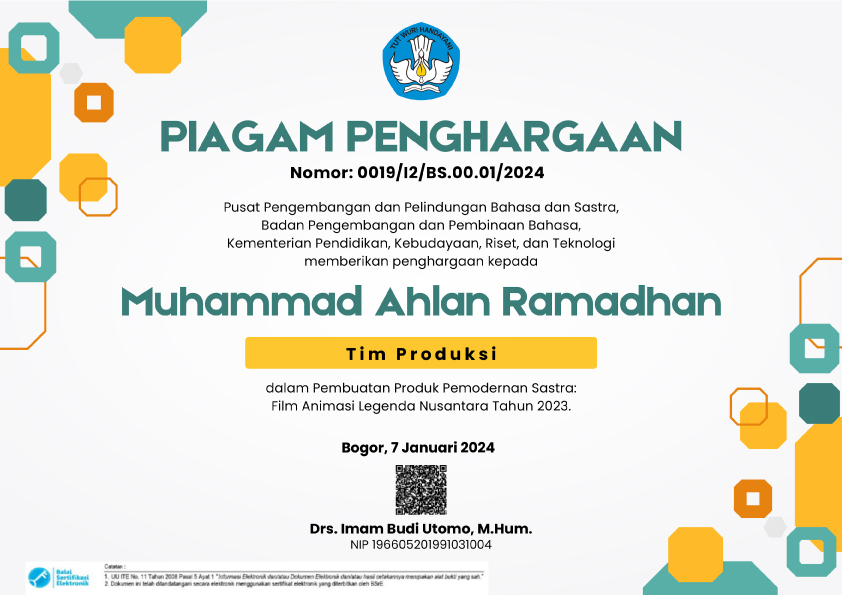 TUT WURI HANDAYANI
PIAGAM PENGHARGAAN
Nomor: 0019/I2/BS.00.01/2024
Pusat Pengembangan dan Pelindungan Bahasa dan Sastra,
Badan Pengembangan dan Pembinaan Bahasa,
Kementerian Pendidikan, Kebudayaan, Riset, dan Teknologi
memberikan penghargaan kepada
Muhammad Ahlan Ramadhan
Tim Produksi
dalam Pembuatan Produk Pemodernan Sastra:
Film Animasi Legenda Nusantara Tahun 2023.
Bogor, 7 Januari 2024
Drs. Imam Budi Utomo, M.Hum.
NIP 196605201991031004
Balai
Sertifikasi
Elektronik
Catatan :
1. UU ITE No. 11 Tahun 2008 Pasal 5 Ayat 1 "Informasi Elektronik dan/atau Dokumen Elektronik dan/atau hasil cetakannya merupakan alat bukti yang sah."
2. Dokumen ini telah ditandatangani secara elektronik menggunakan sertifikat elektronik yang diterbitkan oleh BSrE.